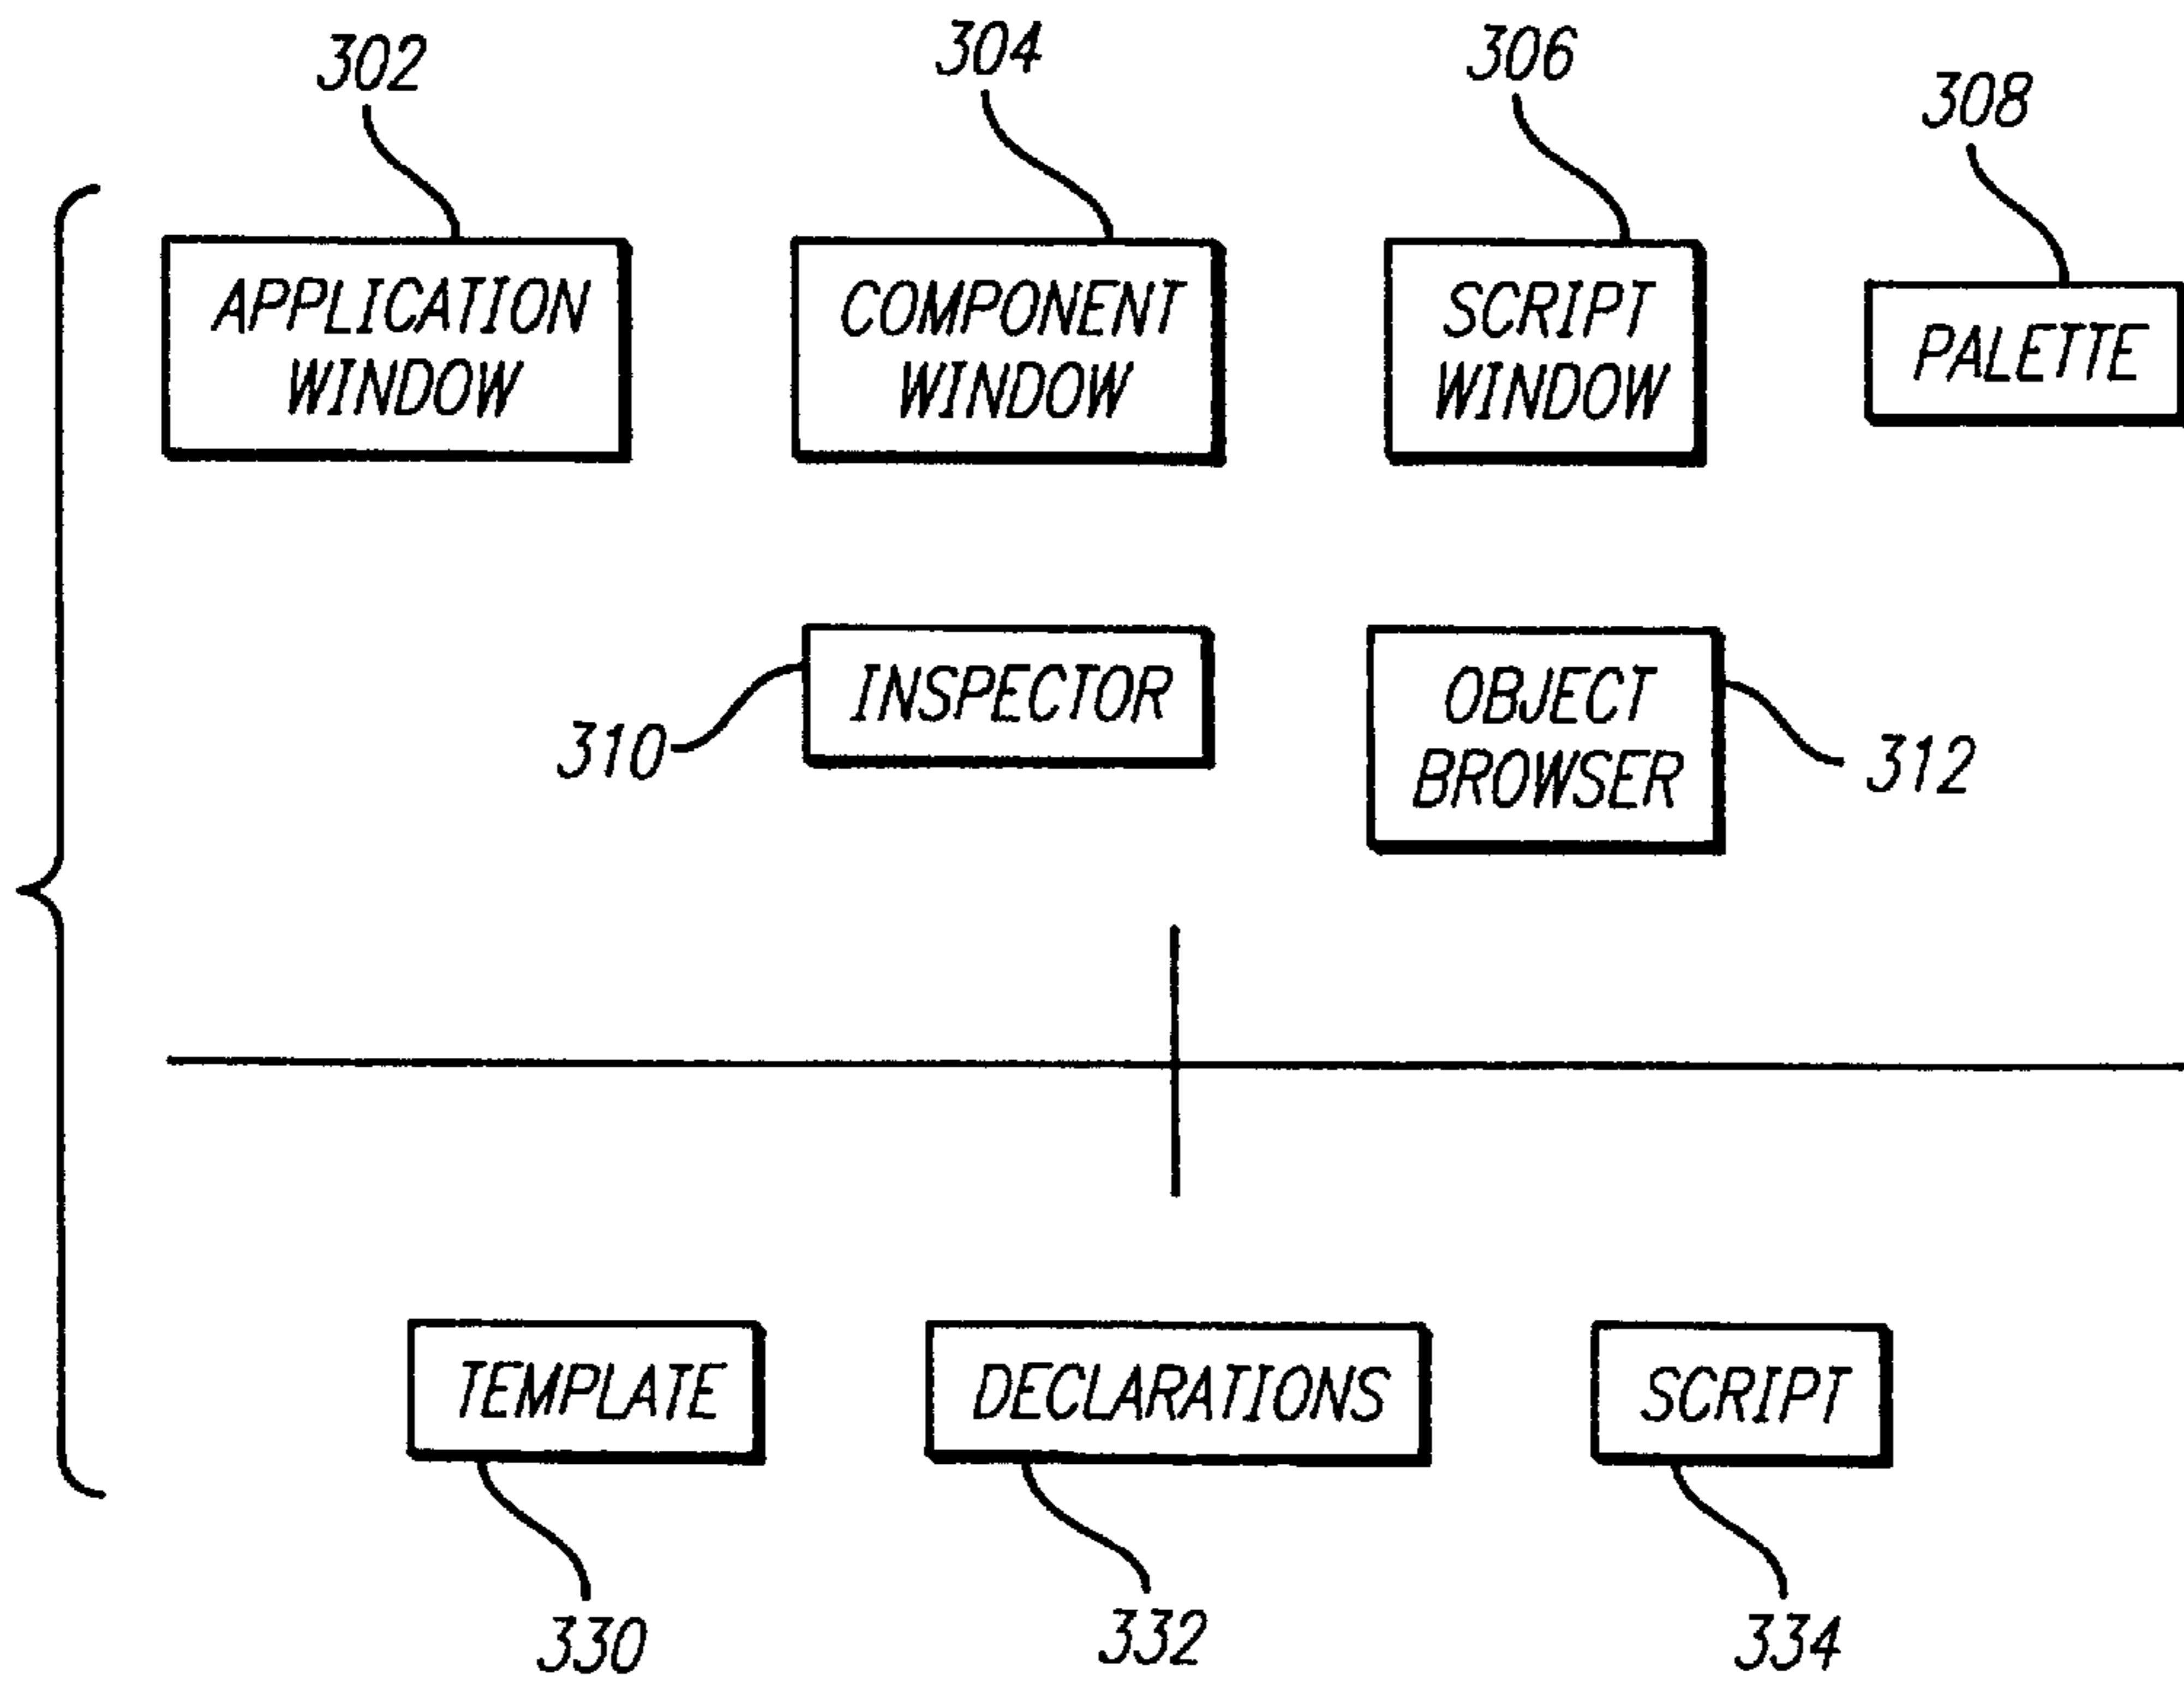 302
304
306
308
APPLICATION
WINDOW
COMPONENT
WINDOW
SCRIPT
WINDOW
PALETTE
310
INSPECTOR
OBJECT
BROWSER
312
TEMPLATE
DECLARATIONS
SCRIPT
330
332
334